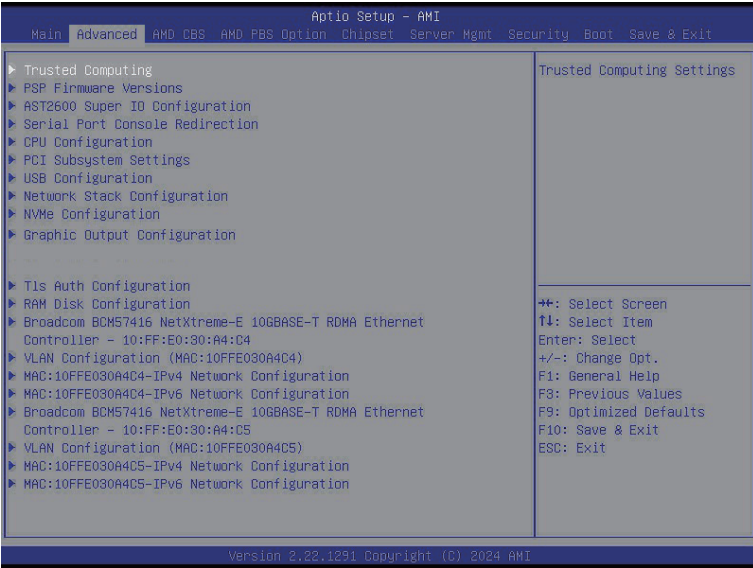 Aptio Setup – AMI
Main Advanced AMD CBS AMD PBS Option Chipset Server Mgmt Security Boot Save & Exit
Trusted Computing
PSP Firmware Versions
AST2600 Super IO Configuration
Serial Port Console Redirection
CPU Configuration
PCI Subsystem Settings
USB Configuration
Network Stack Configuration
NVMe Configuration
Graphic Output Configuration
Tls Auth Configuration
RAM Disk Configuration
Broadcom BCM57416 NetXtreme-E 10GBASE-T RDMA Ethernet
Controller – 10:FF:E0:30:A4:C4
VLAN Configuration (MAC:10FFE030A4C4)
MAC:10FFE030A4C4-IPv4 Network Configuration
MAC:10FFE030A4C4-IPv6 Network Configuration
Broadcom BCM57416 NetXtreme-E 10GBASE-T RDMA Ethernet
Controller – 10:FF:E0:30:A4:C5
VLAN Configuration (MAC:10FFE030A4C5)
MAC:10FFE030A4C5-IPv4 Network Configuration
MAC:10FFE030A4C5-IPv6 Network Configuration
Trusted Computing Settings
→←: Select Screen
↑↓: Select Item
Enter: Select
+/-: Change Opt.
F1: General Help
F3: Previous Values
F9: Optimized Defaults
F10: Save & Exit
ESC: Exit
Version 2.22.1291 Copyright (C) 2024 AMI